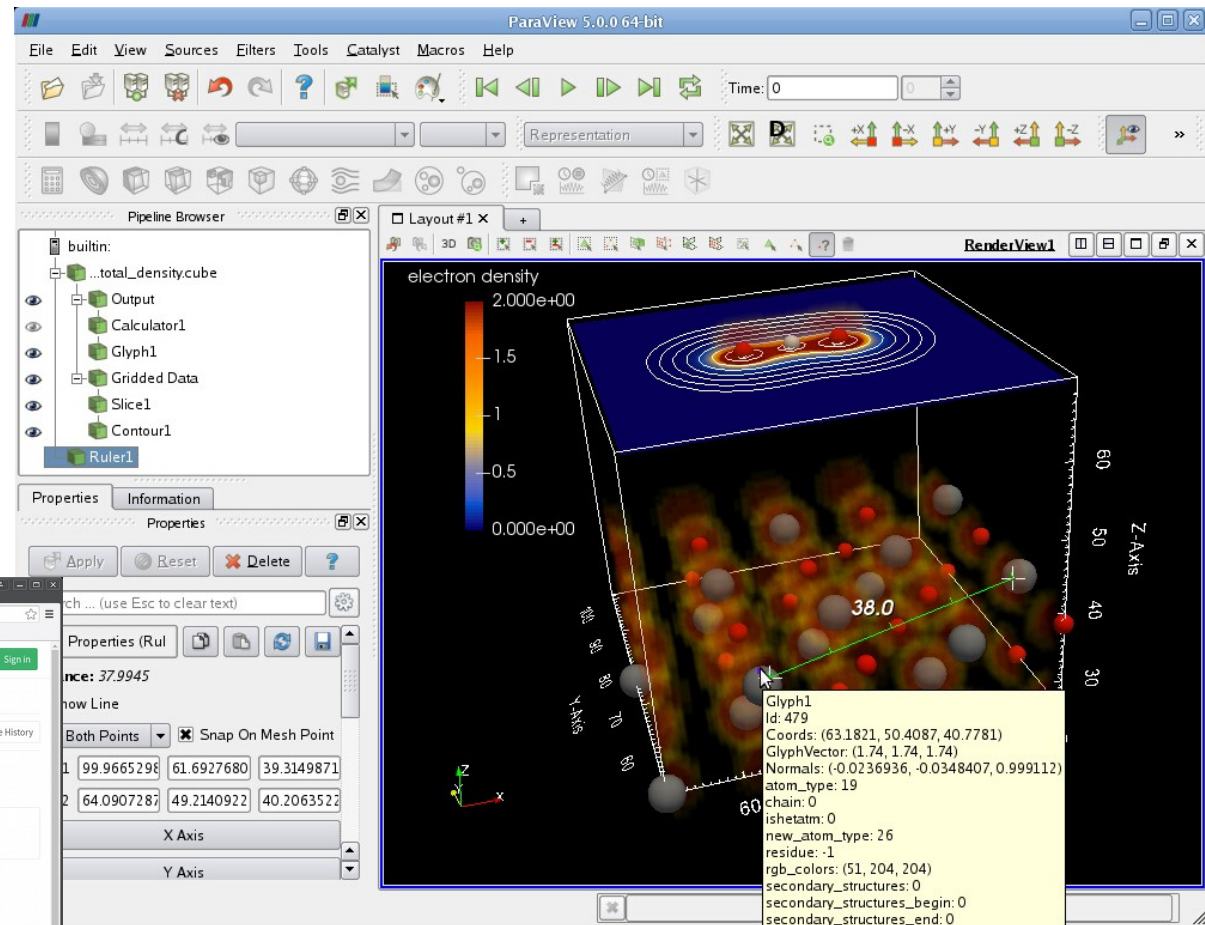 ParaView 5.0.0 64-bit
File Edit View Sources Filters Tools Catalyst Macros Help
Time: 0 0
Representation
+X -X +Y -Y +Z -Z »
Pipeline Browser
Layout #1 +
builtin:
3D RenderView1
...total_density.cube
Output
Calculator1
Glyph1
Gridded Data
Slice1
Contour1
Ruler1
Properties Information
Properties
Apply Reset Delete ?
rch ... (use Esc to clear text)
Properties (Rul
nce: 37.9945
now Line
Both Points Snap On Mesh Point
1 99.9665298 61.6927680 39.3149871
2 64.0907287 49.2140922 40.2063522
X Axis
Y Axis
Sign in
e History
electron density
2.000e+00
1.5
1
0.5
0.000e+00
60
50
40
30
Z-Axis
Y-Axis
70
60
38.0
Z
Y
X
Glyph1
Id: 479
Coords: (63.1821, 50.4087, 40.7781)
GlyphVector: (1.74, 1.74, 1.74)
Normals: (-0.0236936, -0.0348407, 0.999112)
atom_type: 19
chain: 0
ishetatm: 0
new_atom_type: 26
residue: -1
rgb_colors: (51, 204, 204)
secondary_structures: 0
secondary_structures_begin: 0
secondary_structures_end: 0